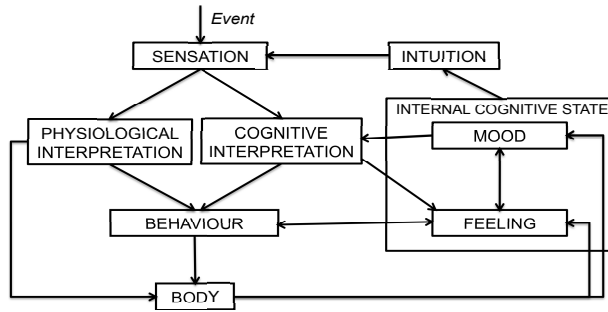 Event
SENSATION
INTUITION
INTERNAL COGNITIVE STATE
PHYSIOLOGICAL
INTERPRETATION
COGNITIVE
INTERPRETATION
MOOD
BEHAVIOUR
FEELING
BODY